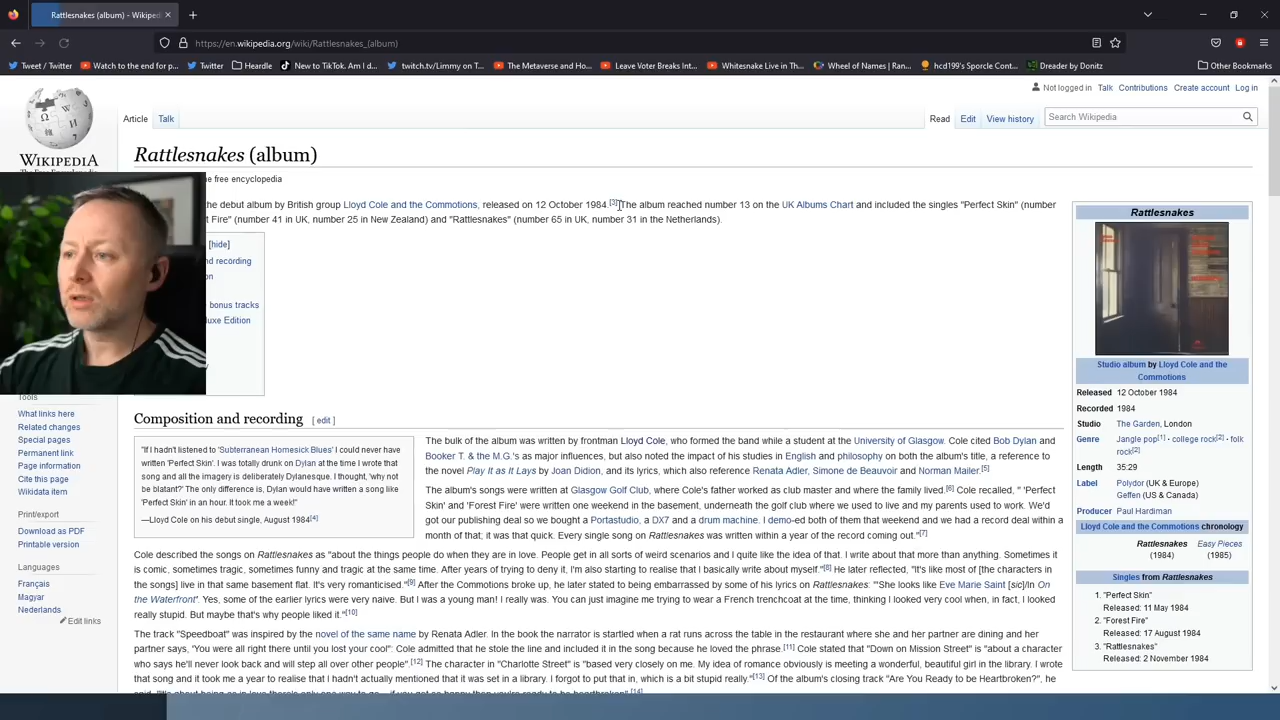 Rattlesnakes (album) - Wikiped
https://en.wikipedia.org/wiki/Rattlesnakes_(album)
Tweet / Twitter
Watch to the end for p...
Twitter
Heardle
New to TikTok. Am I d...
twitch.tv/Limmy on T...
The Metaverse and Ho...
Leave Voter Breaks Int...
Whitesnake Live in Th...
Wheel of Names | Ran...
hcd199's Sporcle Cont...
Dreader by Donitz
Other Bookmarks
Not logged in Talk Contributions Create account Log in
Article Talk
Read Edit View history
Search Wikipedia
WIKIPEDIA
Rattlesnakes (album)
he free encyclopedia
he debut album by British group Lloyd Cole and the Commotions, released on 12 October 1984.[3] The album reached number 13 on the UK Albums Chart and included the singles "Perfect Skin" (number
t Fire" (number 41 in UK, number 25 in New Zealand) and "Rattlesnakes" (number 65 in UK, number 31 in the Netherlands).
[hide]
nd recording
on
bonus tracks
luxe Edition
Tools
What links here
Related changes
Special pages
Permanent link
Page information
Cite this page
Wikidata item
Print/export
Download as PDF
Printable version
Languages
Français
Magyar
Nederlands
Edit links
Composition and recording [ edit ]
"If I hadn't listened to 'Subterranean Homesick Blues' I could never have
written 'Perfect Skin'. I was totally drunk on Dylan at the time I wrote that
song and all the imagery is deliberately Dylanesque. I thought, 'why not
be blatant?' The only difference is, Dylan would have written a song like
'Perfect Skin' in an hour. It took me a week!"
—Lloyd Cole on his debut single, August 1984[4]
The bulk of the album was written by frontman Lloyd Cole, who formed the band while a student at the University of Glasgow. Cole cited Bob Dylan and
Booker T. & the M.G.'s as major influences, but also noted the impact of his studies in English and philosophy on both the album's title, a reference to
the novel Play It as It Lays by Joan Didion, and its lyrics, which also reference Renata Adler, Simone de Beauvoir and Norman Mailer.[5]
The album's songs were written at Glasgow Golf Club, where Cole's father worked as club master and where the family lived.[6] Cole recalled, " 'Perfect
Skin' and 'Forest Fire' were written one weekend in the basement, underneath the golf club where we used to live and my parents used to work. We'd
got our publishing deal so we bought a Portastudio, a DX7 and a drum machine. I demo-ed both of them that weekend and we had a record deal within a
month of that; it was that quick. Every single song on Rattlesnakes was written within a year of the record coming out."[7]
Cole described the songs on Rattlesnakes as "about the things people do when they are in love. People get in all sorts of weird scenarios and I quite like the idea of that. I write about that more than anything. Sometimes it
is comic, sometimes tragic, sometimes funny and tragic at the same time. After years of trying to deny it, I'm also starting to realise that I basically write about myself."[8] He later reflected, "It's like most of [the characters in
the songs] live in that same basement flat. It's very romanticised."[9] After the Commotions broke up, he later stated to being embarrassed by some of his lyrics on Rattlesnakes: "'She looks like Eve Marie Saint [sic]/in On
the Waterfront'. Yes, some of the earlier lyrics were very naive. But I was a young man! I really was. You can just imagine me trying to wear a French trenchcoat at the time, thinking I looked very cool when, in fact, I looked
really stupid. But maybe that's why people liked it."[10]
The track "Speedboat" was inspired by the novel of the same name by Renata Adler. In the book the narrator is startled when a rat runs across the table in the restaurant where she and her partner are dining and her
partner says, 'You were all right there until you lost your cool': Cole admitted that he stole the line and included it in the song because he loved the phrase.[11] Cole stated that "Down on Mission Street" is "about a character
who says he'll never look back and will step all over other people".[12] The character in "Charlotte Street" is "based very closely on me. My idea of romance obviously is meeting a wonderful, beautiful girl in the library. I wrote
that song and it took me a year to realise that I hadn't actually mentioned that it was set in a library. I forgot to put that in, which is a bit stupid really."[13] Of the album's closing track "Are You Ready to be Heartbroken?", he
Rattlesnakes
Studio album by Lloyd Cole and the
Commotions
Released 12 October 1984
Recorded 1984
Studio The Garden, London
Genre Jangle pop[1] · college rock[2] · folk
rock[2]
Length 35:29
Label Polydor (UK & Europe)
Geffen (US & Canada)
Producer Paul Hardiman
Lloyd Cole and the Commotions chronology
Rattlesnakes Easy Pieces
(1984) (1985)
Singles from Rattlesnakes
1. "Perfect Skin"
Released: 11 May 1984
2. "Forest Fire"
Released: 17 August 1984
3. "Rattlesnakes"
Released: 2 November 1984